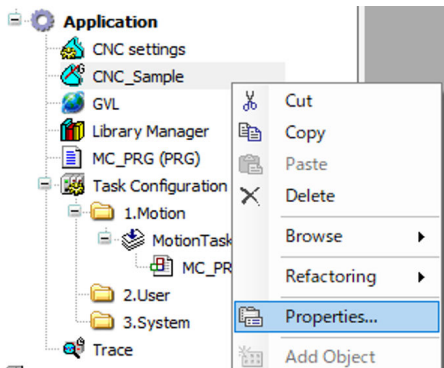 Application
CNC settings
CNC_Sample
GVL
Library Manager
MC_PRG (PRG)
Task Configuration
1.Motion
MotionTask
MC_PR
2.User
3.System
Trace
Cut
Copy
Paste
Delete
Browse
Refactoring
Properties...
Add Object